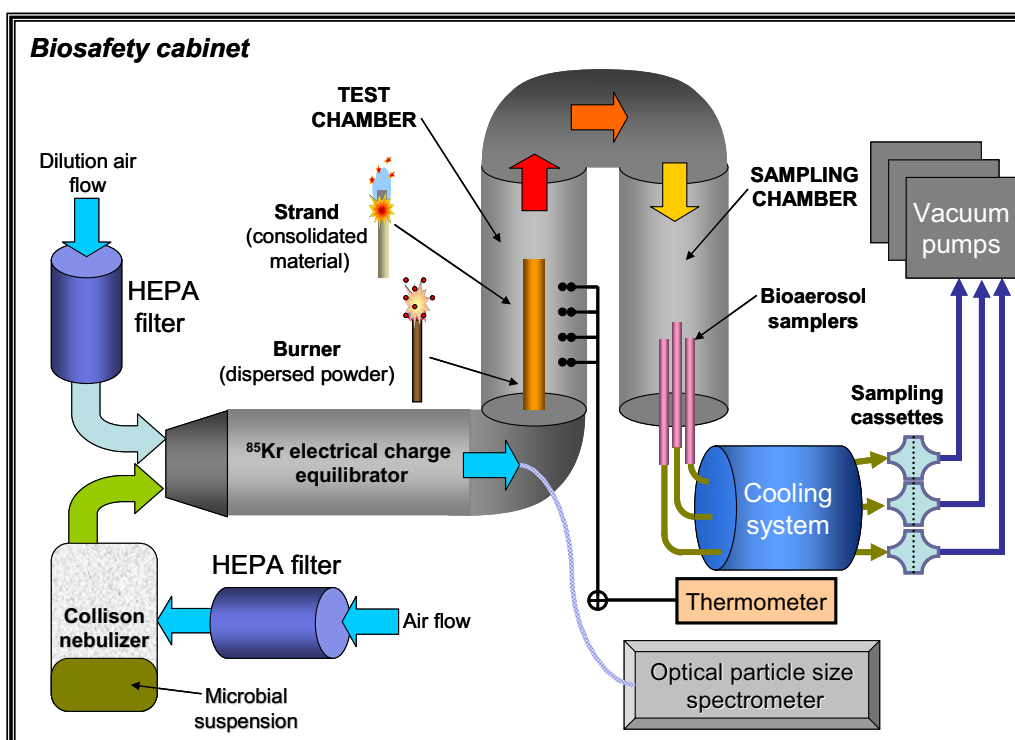 Biosafety cabinet
Dilution air
flow
HEPA
filter
TEST
CHAMBER
Strand
(consolidated
material)
Burner
(dispersed powder)
SAMPLING
CHAMBER
Vacuum
pumps
Bioaerosol
samplers
Sampling
cassettes
⁸⁵Kr electrical charge
equilibrator
Cooling
system
HEPA filter
Collison
nebulizer
Air flow
Thermometer
Microbial
suspension
Optical particle size
spectrometer